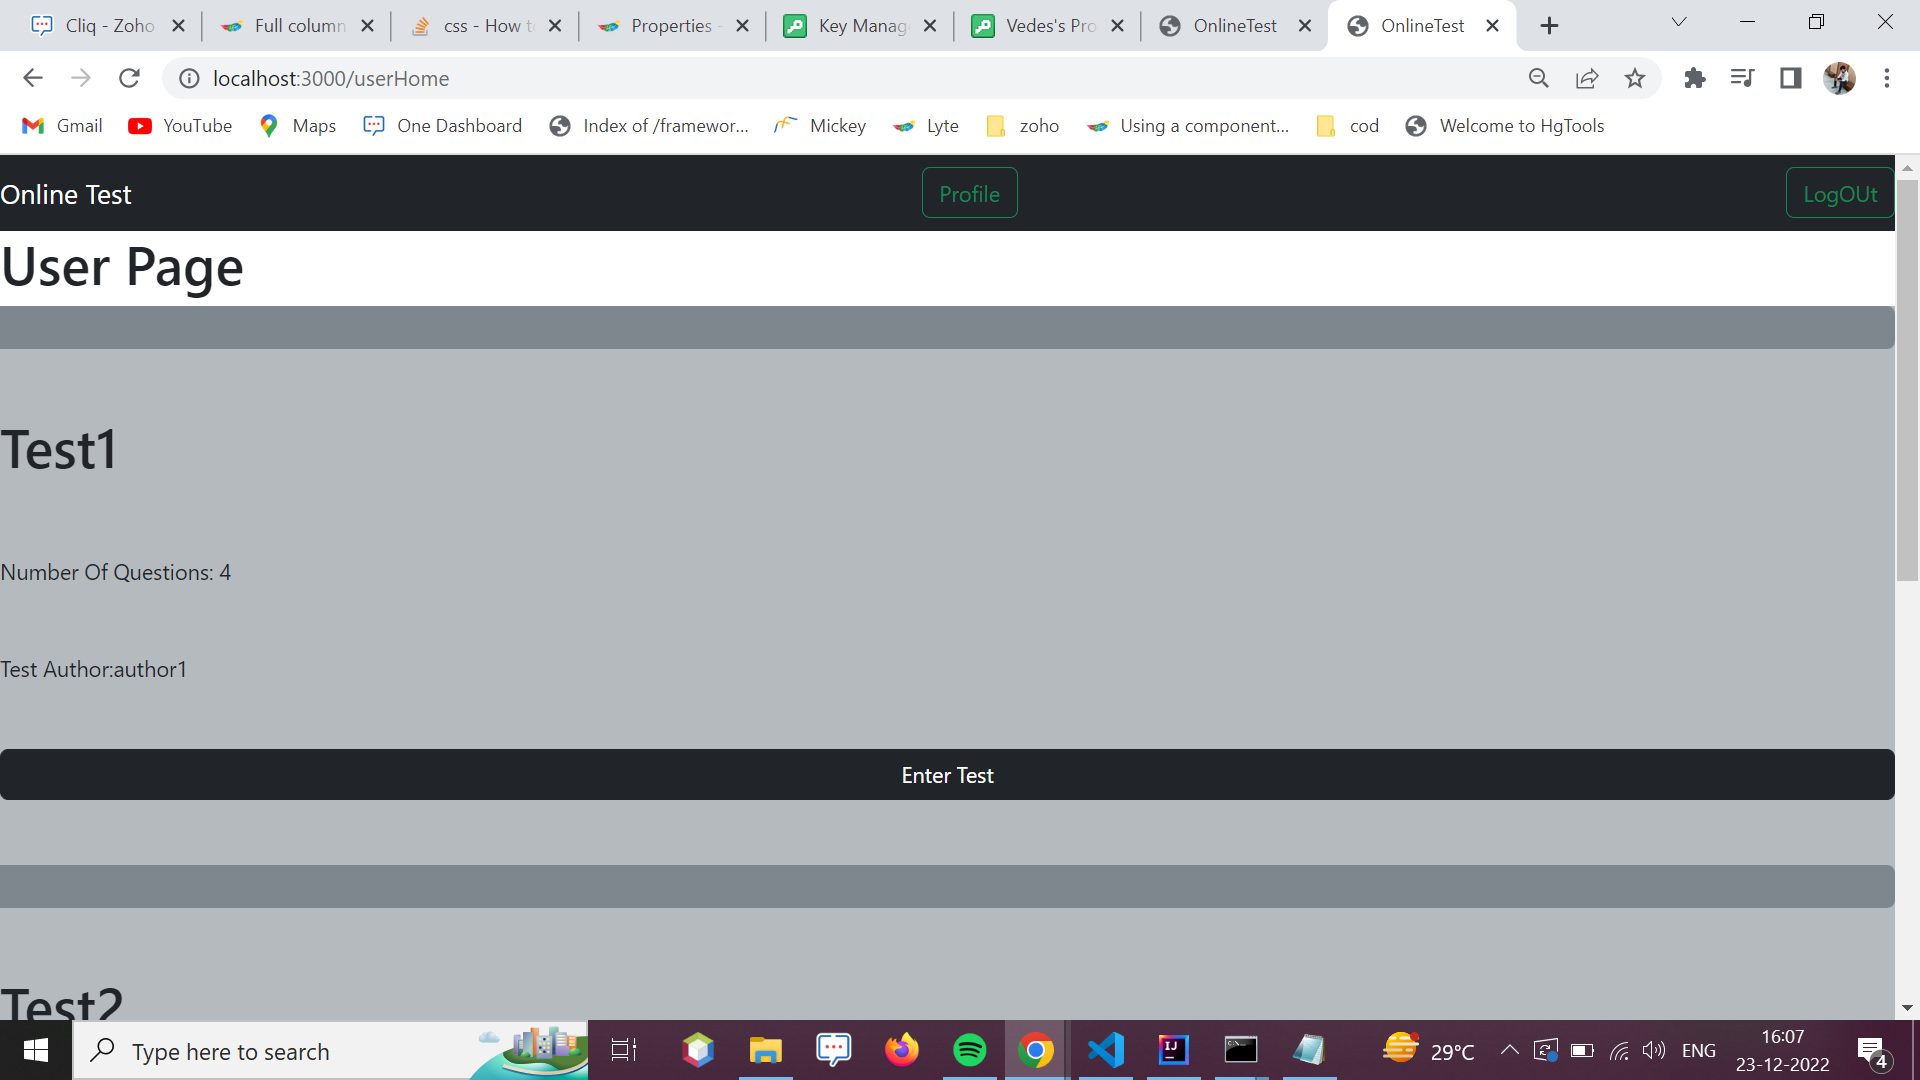 Cliq - Zoho
Full column
css - How to
Properties -
Key Manag
Vedes's Pro
OnlineTest
OnlineTest
localhost:3000/userHome
Gmail
YouTube
Maps
One Dashboard
Index of /framewor...
Mickey
Lyte
zoho
Using a component...
cod
Welcome to HgTools
Online Test
Profile
LogOUt
User Page
Test1
Number Of Questions: 4
Test Author:author1
Enter Test
Test2
Type here to search
29°C
ENG
16:07
23-12-2022
4